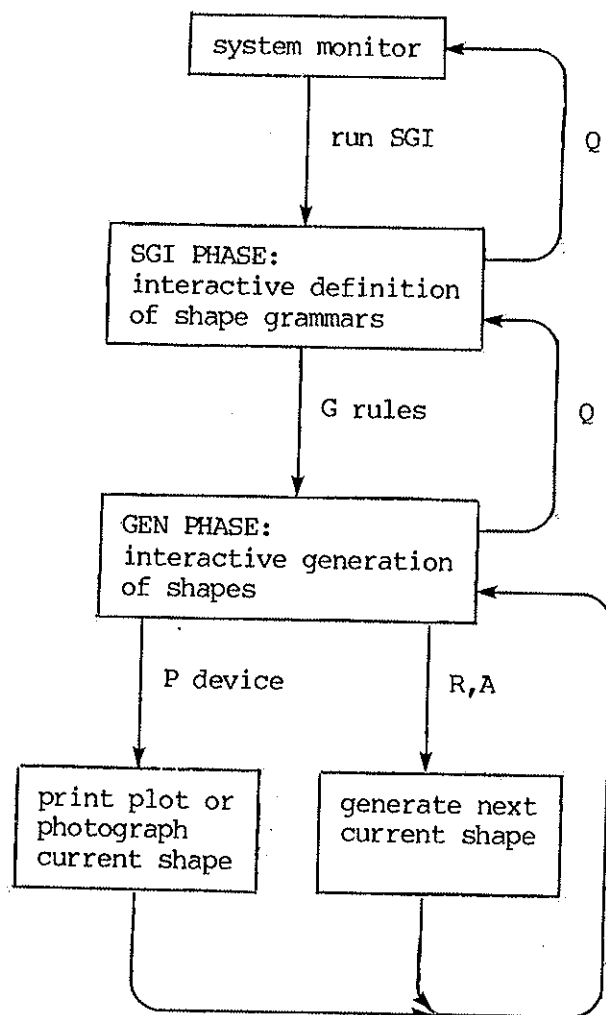 system monitor
run SGI
Q
SGI PHASE:
interactive definition
of shape grammars
G rules
Q
GEN PHASE:
interactive generation
of shapes
P device
R,A
print plot or
photograph
current shape
generate next
current shape